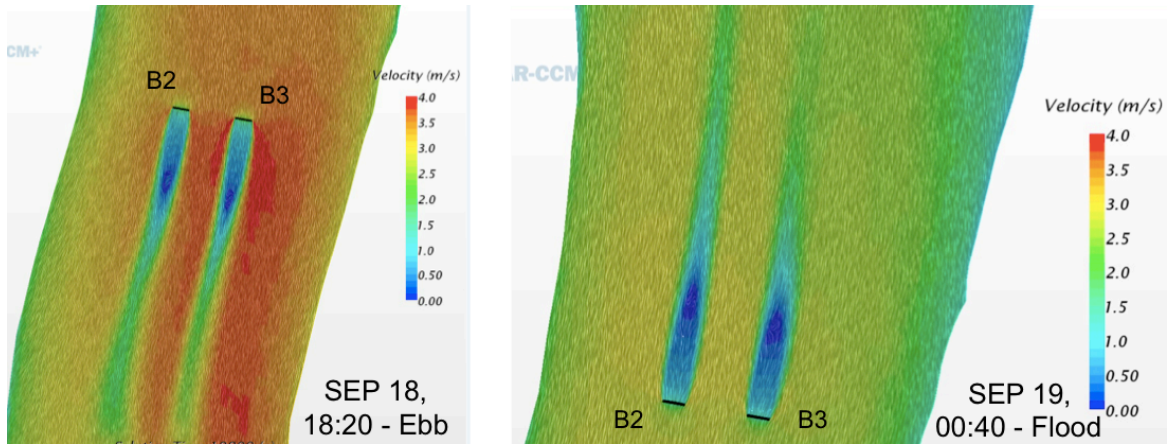 CM+
B2
B3
Velocity (m/s)
4.0
3.5
3.0
2.5
2.0
1.5
1.0
0.50
0.00
SEP 18,
18:20 - Ebb
AR-CCM
Velocity (m/s)
4.0
3.5
3.0
2.5
2.0
1.5
1.0
0.50
0.00
B2
B3
SEP 19,
00:40 - Flood